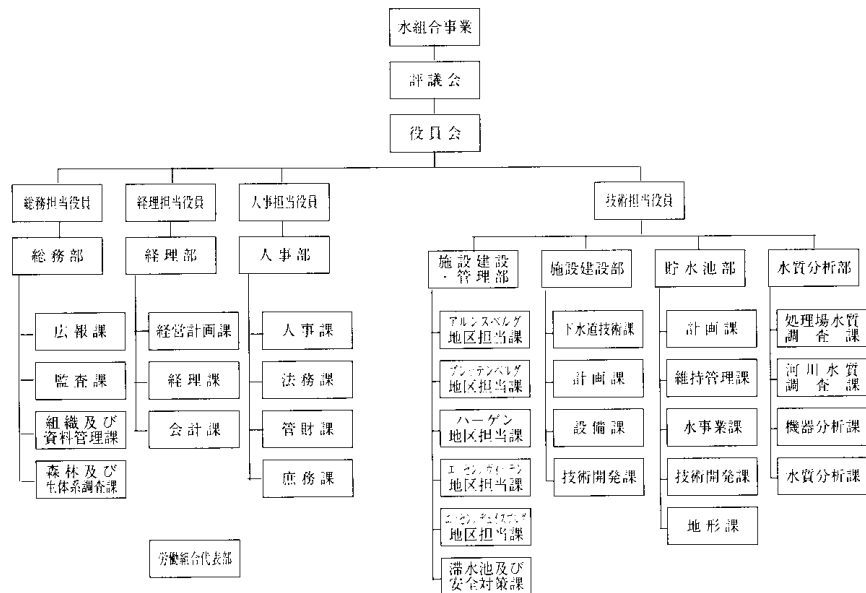 水組合事業
評議会
役員会
総務担当役員
経理担当役員
人事担当役員
技術担当役員
総務部
経理部
人事部
施設建設
・管理部
施設建設部
貯水池部
水質分析部
広報課
監査課
組織及び
資料管理課
森林及び
生体系調査課
経営計画課
経理課
会計課
人事課
法務課
管財課
庶務課
アルンスベルグ
地区担当課
地区担当課
ハーゲン
地区担当課
地区担当課
地区担当課
滞水池及び
安全対策課
下水道技術課
計画課
設備課
技術開発課
計画課
維持管理課
水事業課
技術開発課
地形課
処理場水質
調査課
河川水質
調査課
機器分析課
水質分析課
労働組合代表部